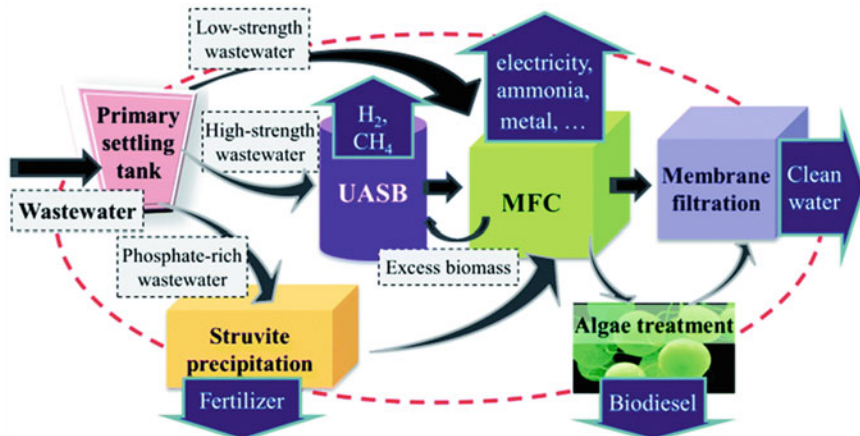 Low-strength
wastewater
electricity,
ammonia,
metal, ...
Primary
settling
tank
High-strength
wastewater
H₂,
CH₄
Wastewater
UASB
MFC
Membrane
filtration
Clean
water
Phosphate-rich
wastewater
Excess biomass
Struvite
precipitation
Algae treatment
Fertilizer
Biodiesel